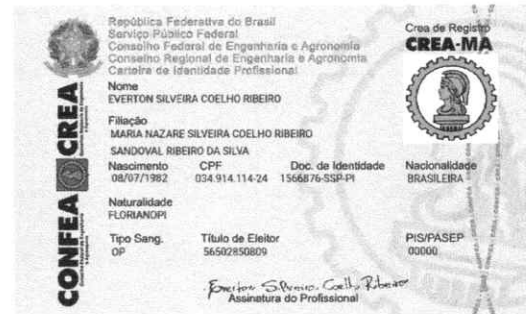 República Federativa do Brasil
Serviço Público Federal
Conselho Federal de Engenharia e Agronomia
Conselho Regional de Engenharia e Agronomia
Carteira de Identidade Profissional
Crea de Registro
CREA-MA
Nome
EVERTON SILVEIRA COELHO RIBEIRO
Filiação
MARIA NAZARE SILVEIRA COELHO RIBEIRO
SANDOVAL RIBEIRO DA SILVA
Nascimento CPF Doc. de Identidade Nacionalidade
08/07/1982 034.914.114-24 1566876-SSP-PI BRASILEIRA
Naturalidade
FLORIANOPI
Tipo Sang. Título de Eleitor PIS/PASEP
OP 56502850809 00000
Everton Silveira Coelho Ribeiro
Assinatura do Profissional
CONFEA CREA